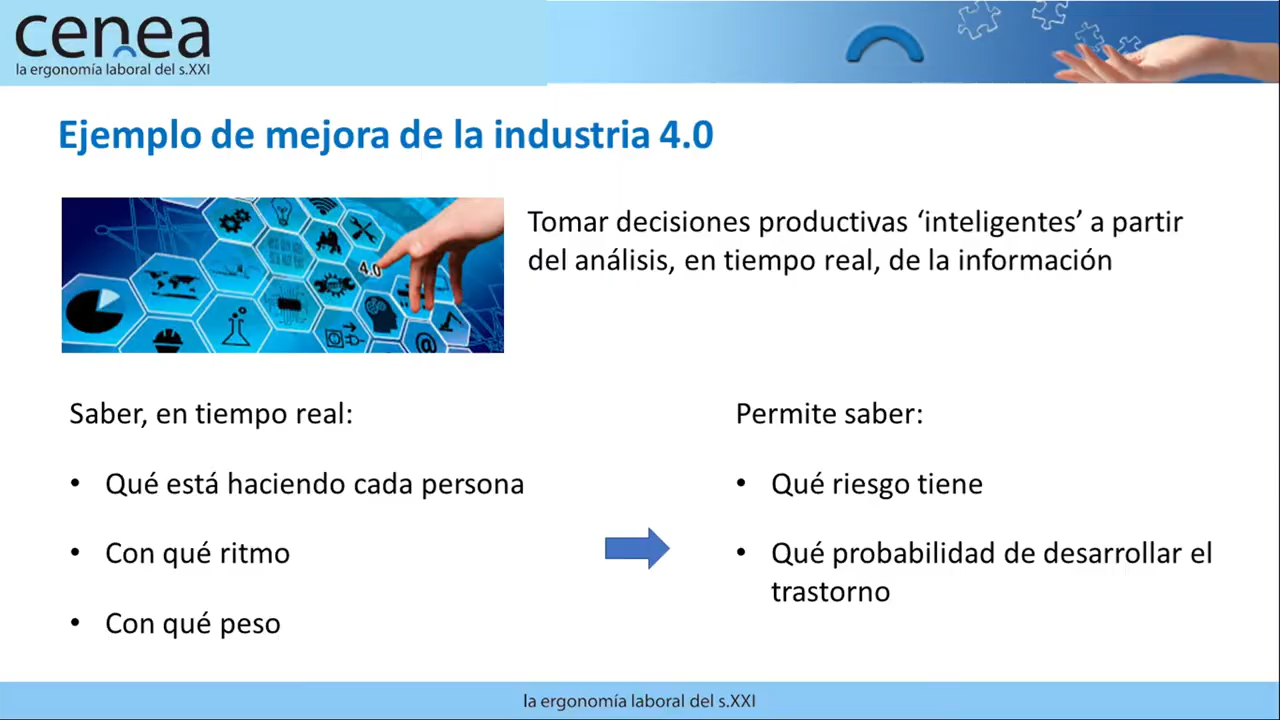 cenea
la ergonomía laboral del s.XXI
Ejemplo de mejora de la industria 4.0
4.0
@
Tomar decisiones productivas ‘inteligentes’ a partir
del análisis, en tiempo real, de la información
Saber, en tiempo real:
• Qué está haciendo cada persona
• Con qué ritmo
• Con qué peso
Permite saber:
• Qué riesgo tiene
• Qué probabilidad de desarrollar el
trastorno
la ergonomía laboral del s.XXI